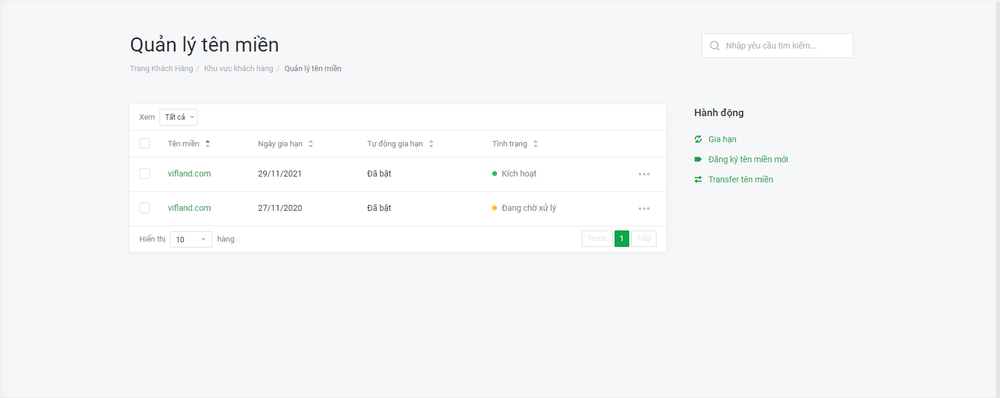 Quản lý tên miền
Nhập yêu cầu tìm kiếm...
Trang Khách Hàng / Khu vực khách hàng / Quản lý tên miền
Xem Tất cả
Hành động
Tên miền Ngày gia hạn Tự động gia hạn Tình trạng
Gia hạn
Đăng ký tên miền mới
vifland.com 29/11/2021 Đã bật Kích hoạt
Transfer tên miền
vifland.com 27/11/2020 Đã bật Đang chờ xử lý
Hiển thị 10 hàng
Trước 1 Tiếp